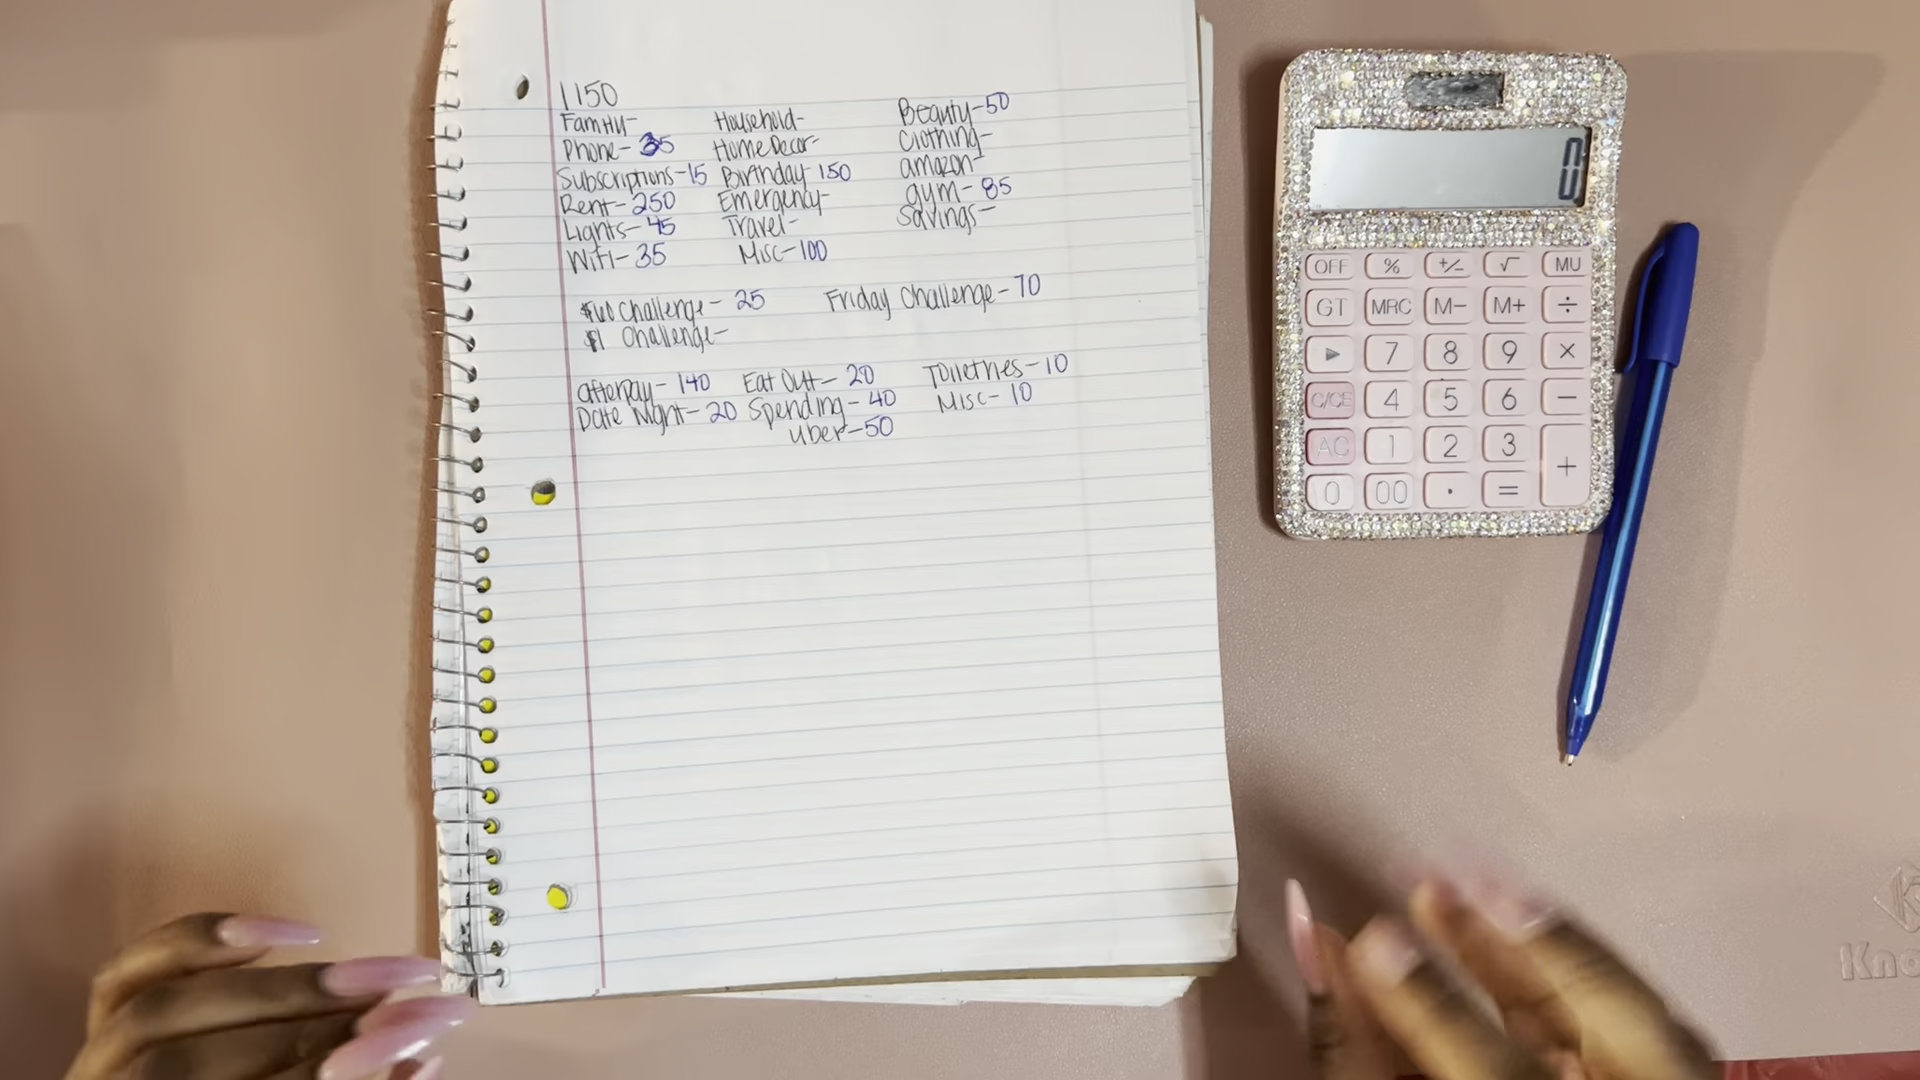 1150
Family- Household- Beauty-50
Phone- 35 Home Decor- Clothing-
Subscriptions-15 Birthday-150 amazon-
Rent-250 Emergency- gym-85
Lights-45 Travel- Savings-
Wifi-35 Misc-100
Challenge-25 Friday Challenge-70
$1 Challenge-
afterpay-140 Eat Out-20 Toiletries-10
Date Night-20 Spending-40 Misc-10
uber-50
0
OFF % +/- √ MU
GT MRC M- M+ ÷
▶ 7 8 9 ×
C/CE 4 5 6 −
AC 1 2 3 +
0 00 . =